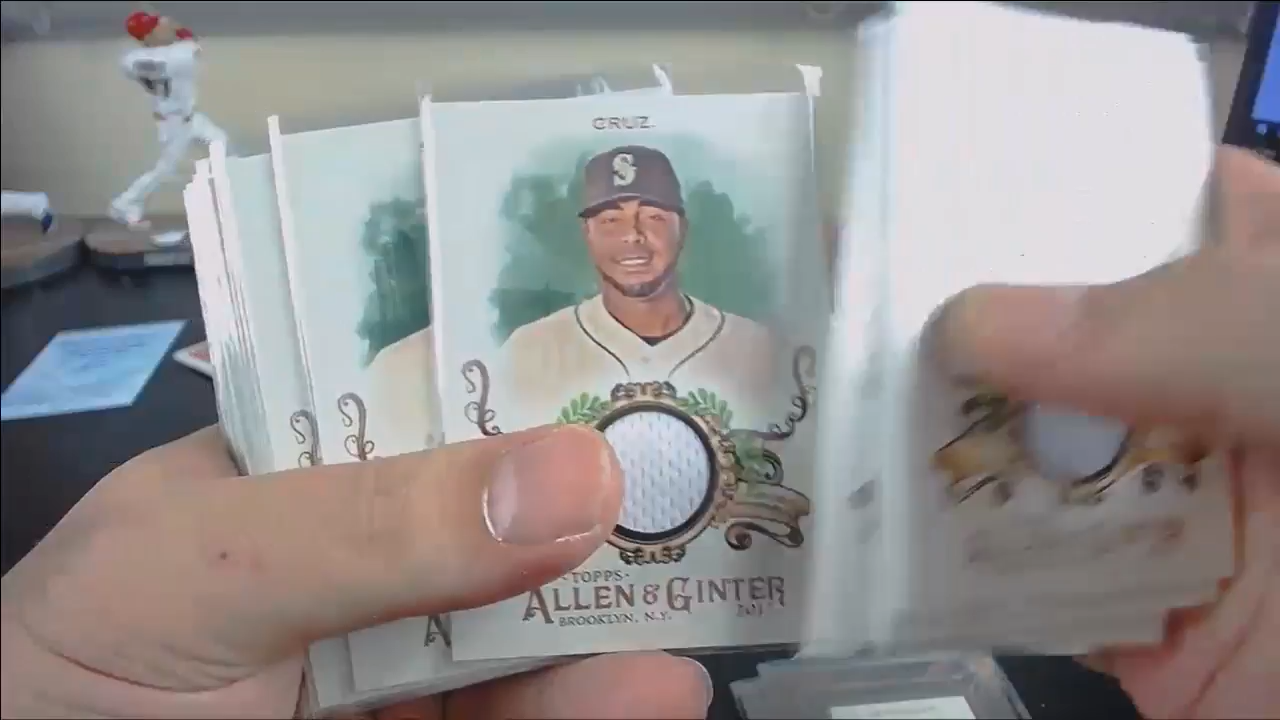 CRUZ
S
TOPPS
ALLEN & GINTER
BROOKLYN, N.Y.
A